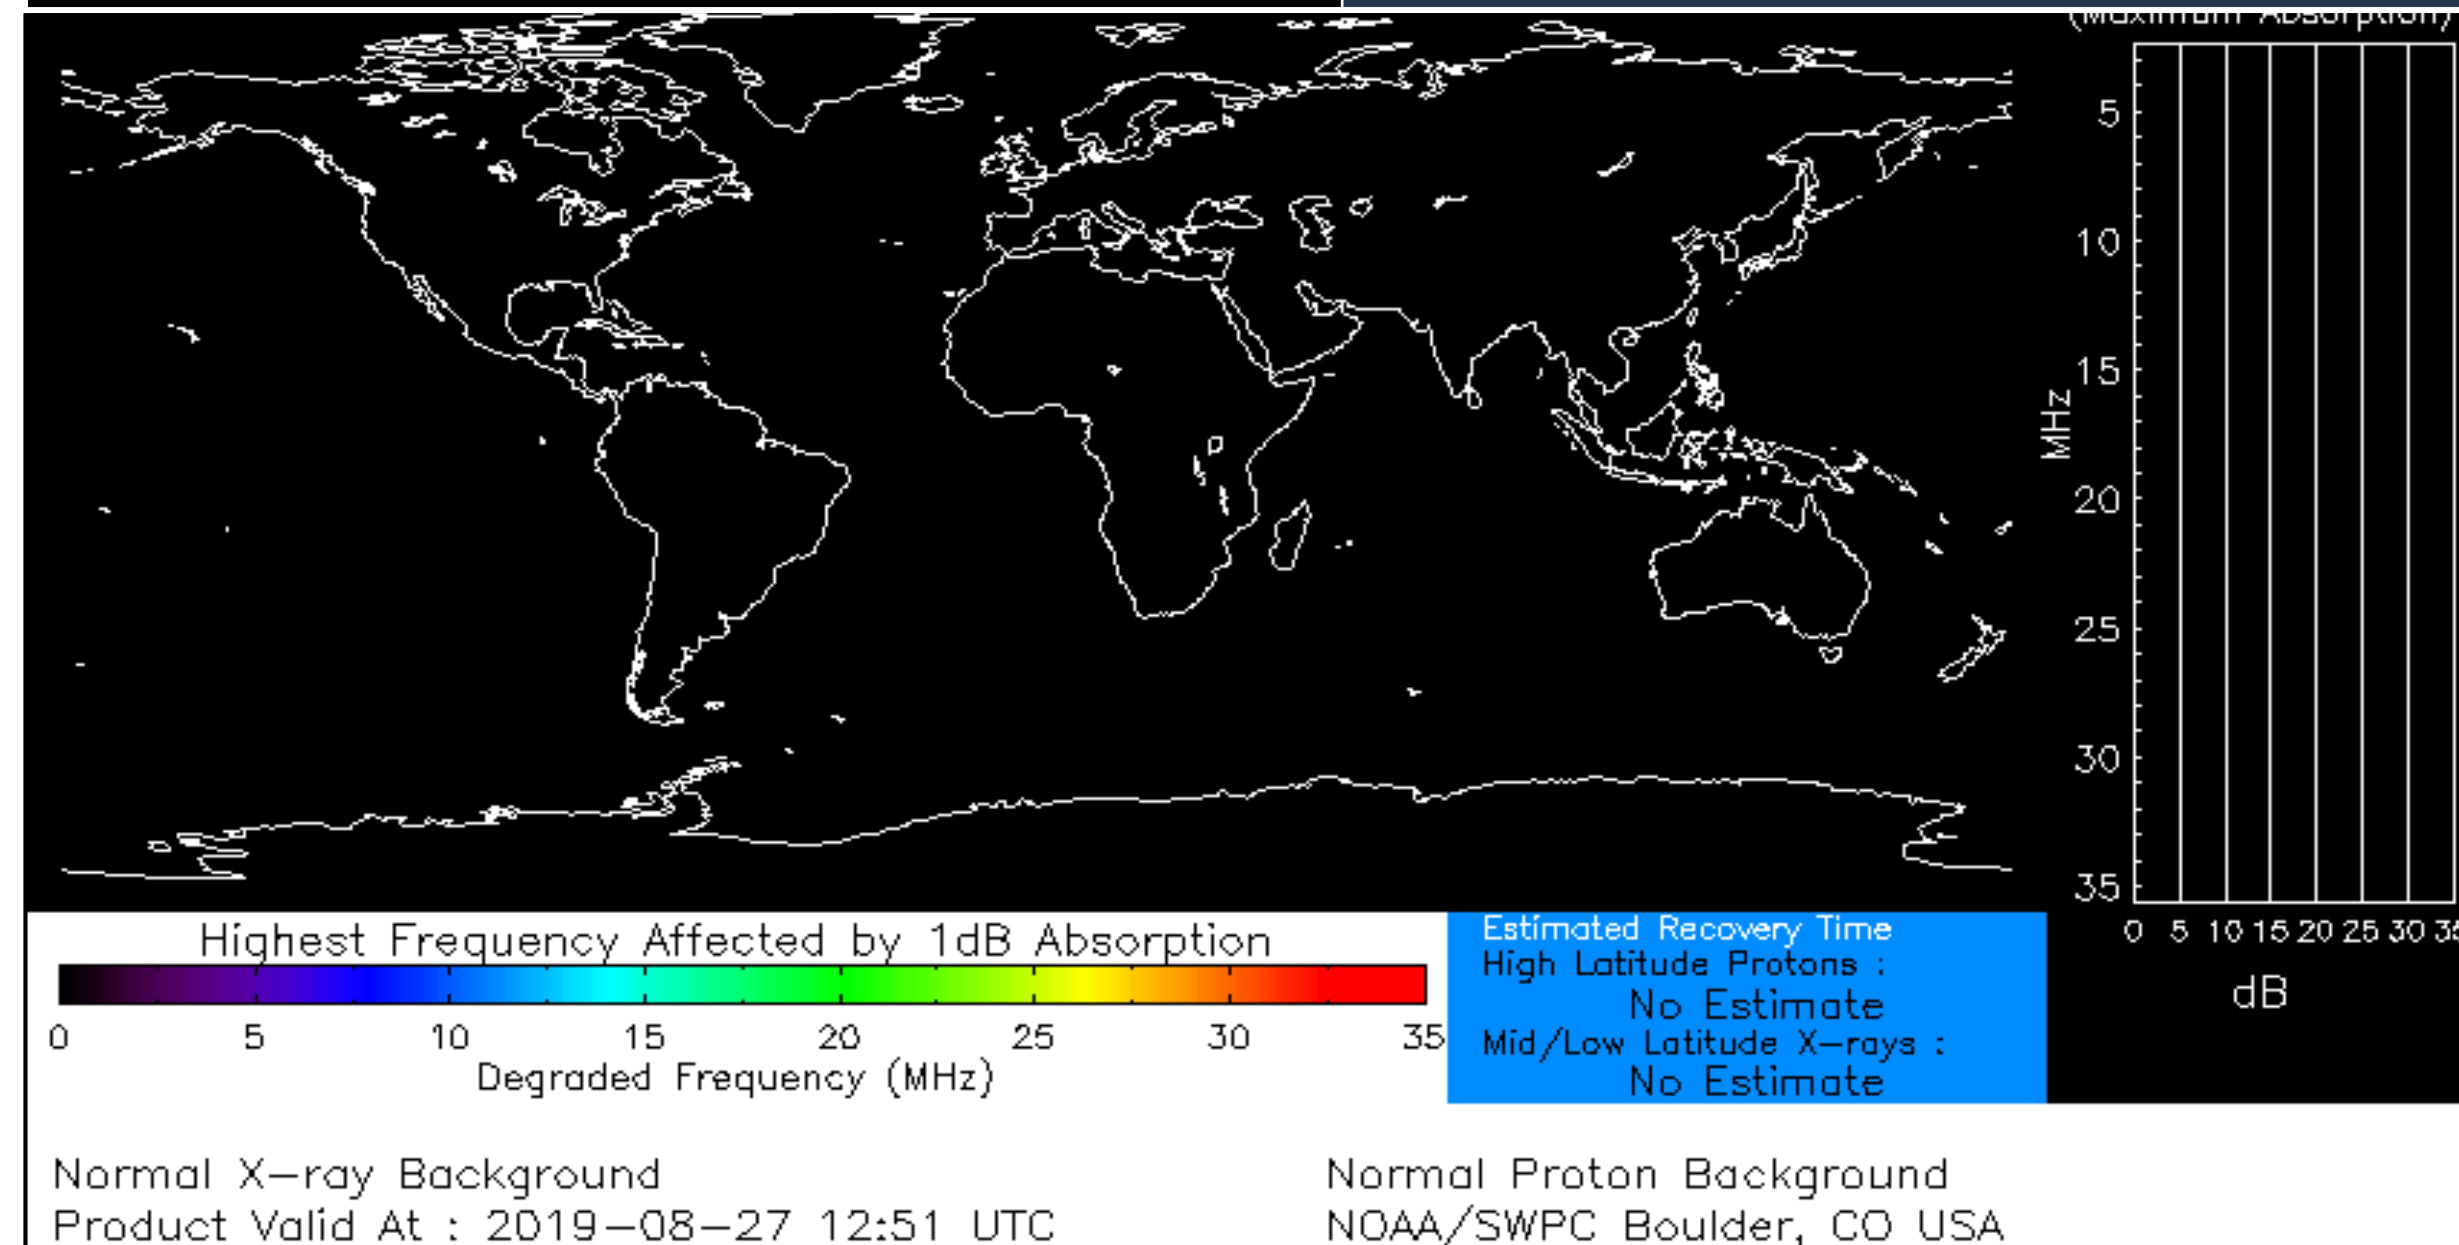 (Maximum Absorption)
5
10
15
20
25
30
35
MHz
0 5 10 15 20 25 30 35
dB
Highest Frequency Affected by 1dB Absorption
0 5 10 15 20 25 30 35
Degraded Frequency (MHz)
Estimated Recovery Time
High Latitude Protons :
No Estimate
Mid/Low Latitude X-rays :
No Estimate
Normal X-ray Background
Normal Proton Background
Product Valid At : 2019-08-27 12:51 UTC
NOAA/SWPC Boulder, CO USA